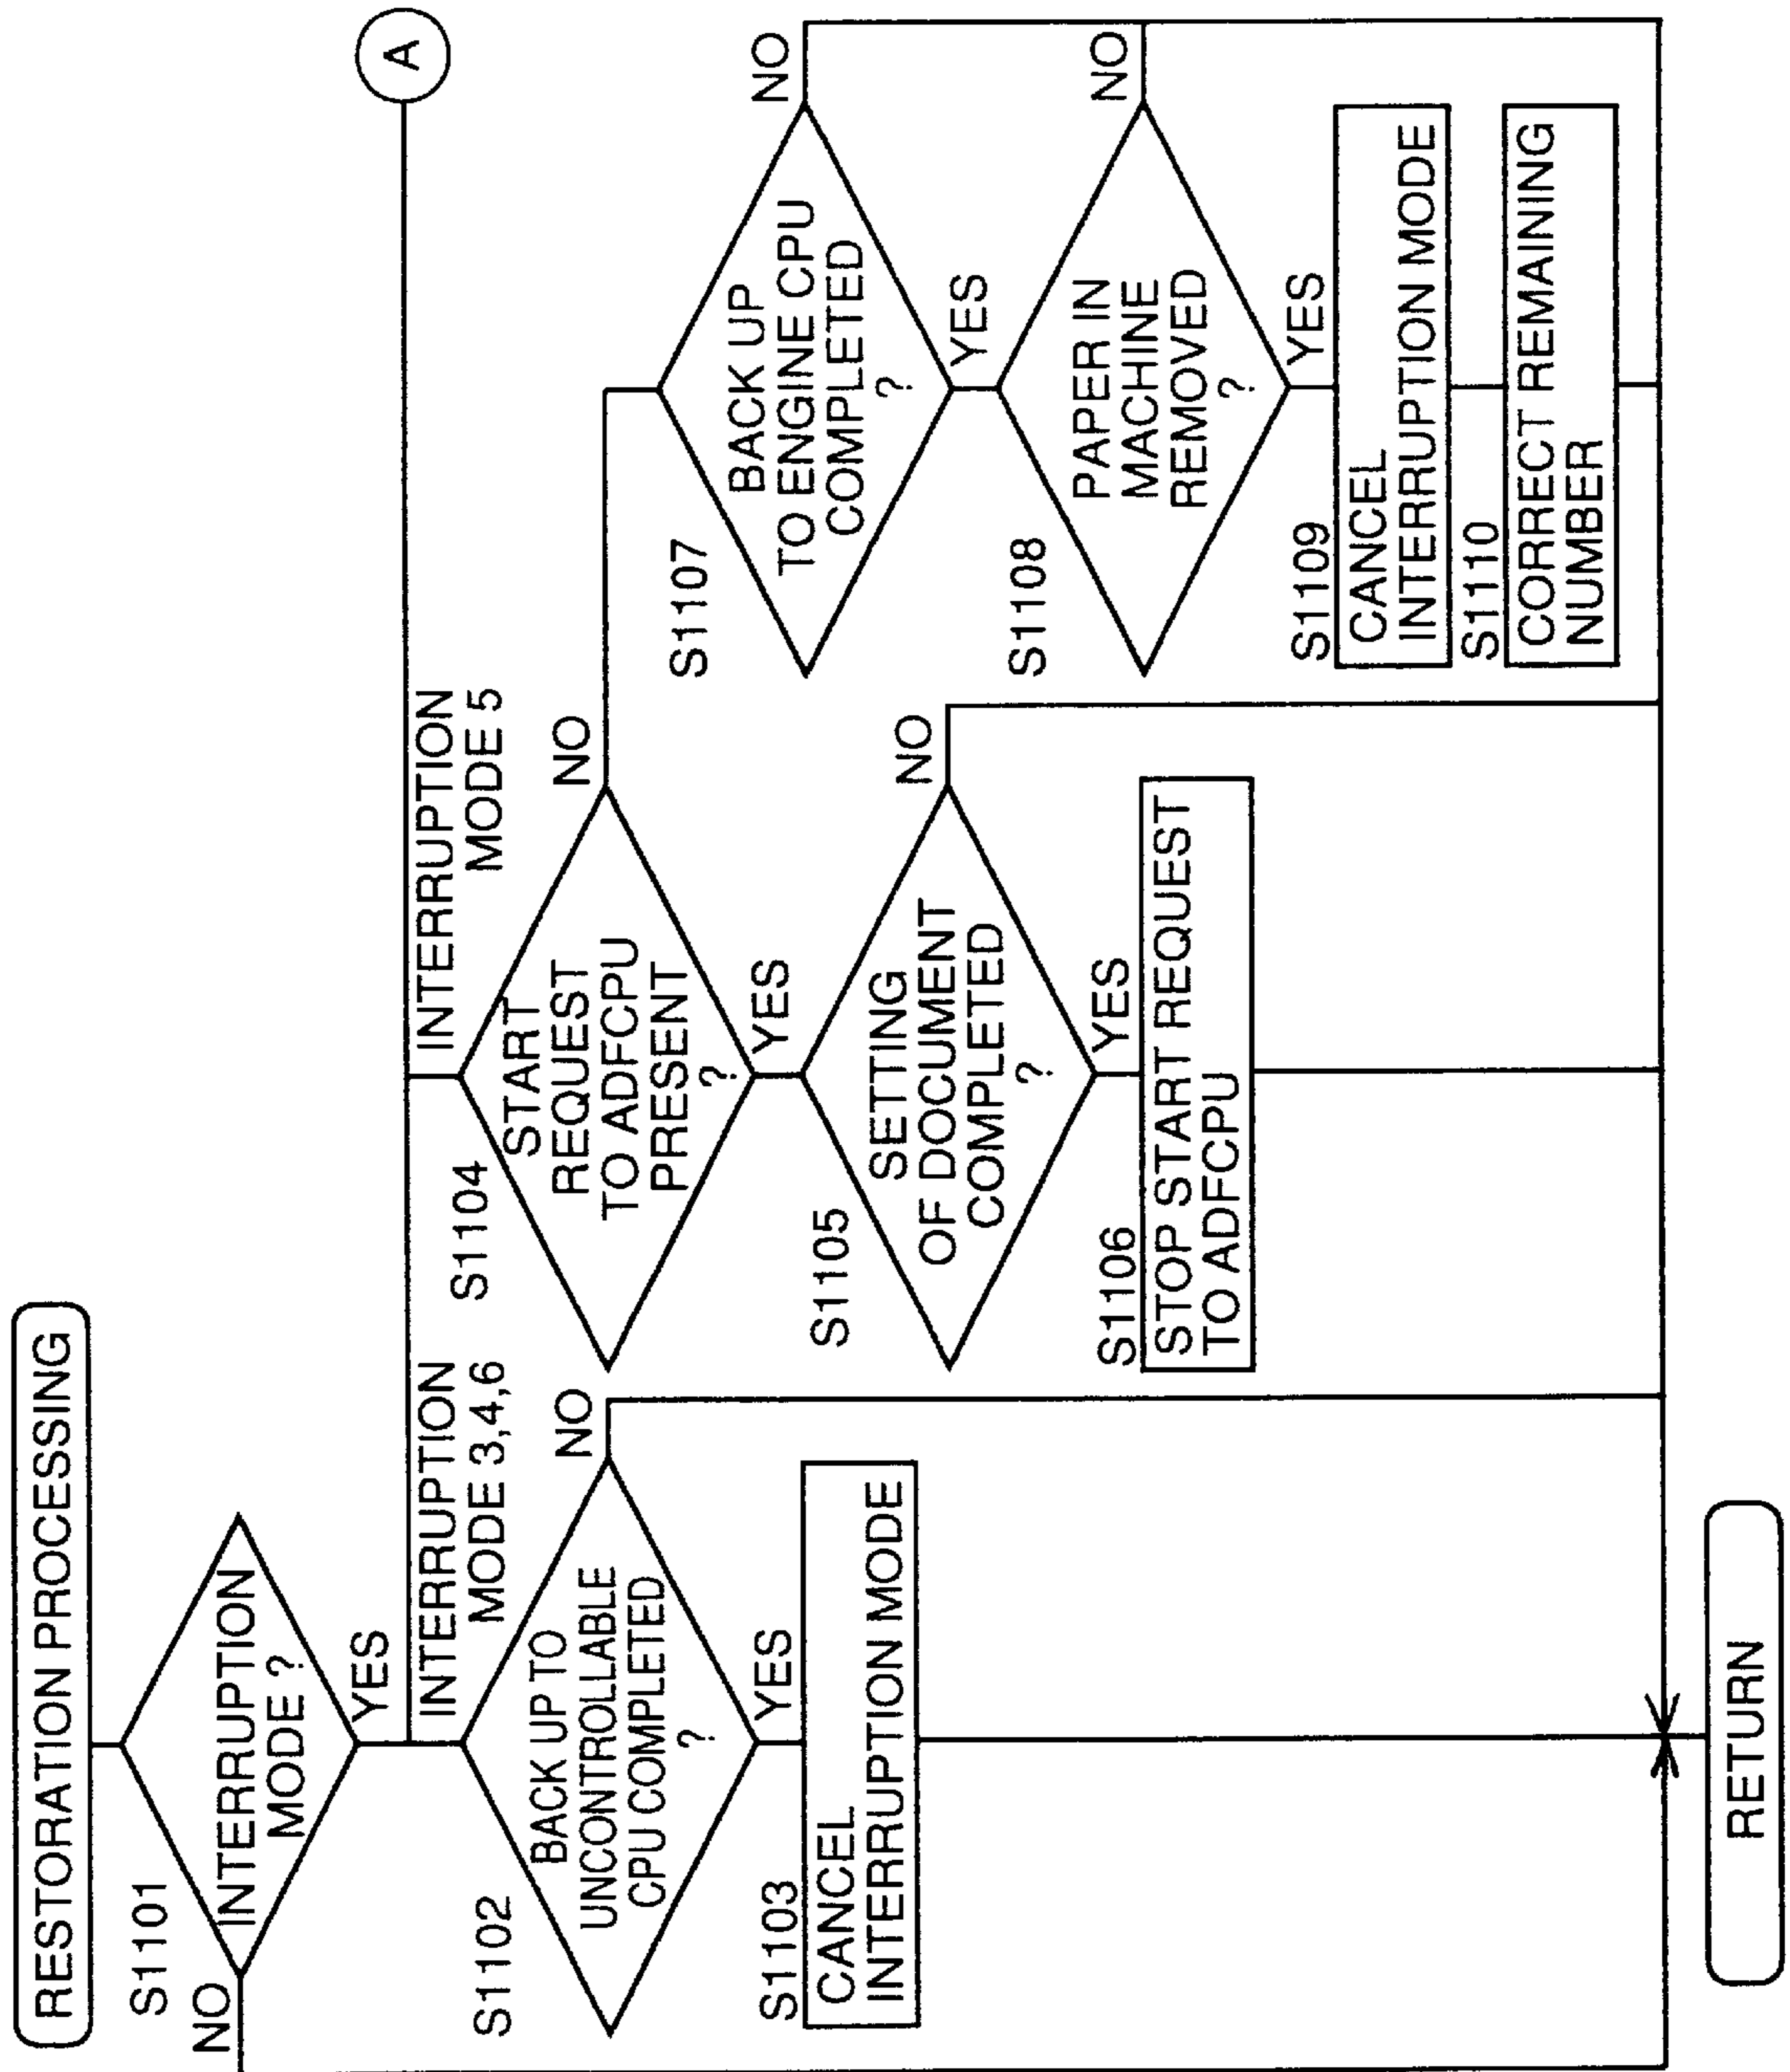 RESTORATION PROCESSING
S1101
INTERRUPTION
MODE ?
NO
YES
A
INTERRUPTION
MODE 3,4,6
S1102
BACK UP TO
UNCONTROLLABLE
CPU COMPLETED
?
NO
YES
S1103
CANCEL
INTERRUPTION MODE
INTERRUPTION
MODE 5
S1104
START
REQUEST
TO ADFCPU
PRESENT
?
NO
YES
S1105
SETTING
OF DOCUMENT
COMPLETED
?
NO
YES
S1106
STOP START REQUEST
TO ADFCPU
S1107
BACK UP
TO ENGINE CPU
COMPLETED
?
NO
YES
S1108
PAPER IN
MACHINE
REMOVED
?
NO
YES
S1109
CANCEL
INTERRUPTION MODE
S1110
CORRECT REMAINING
NUMBER
RETURN